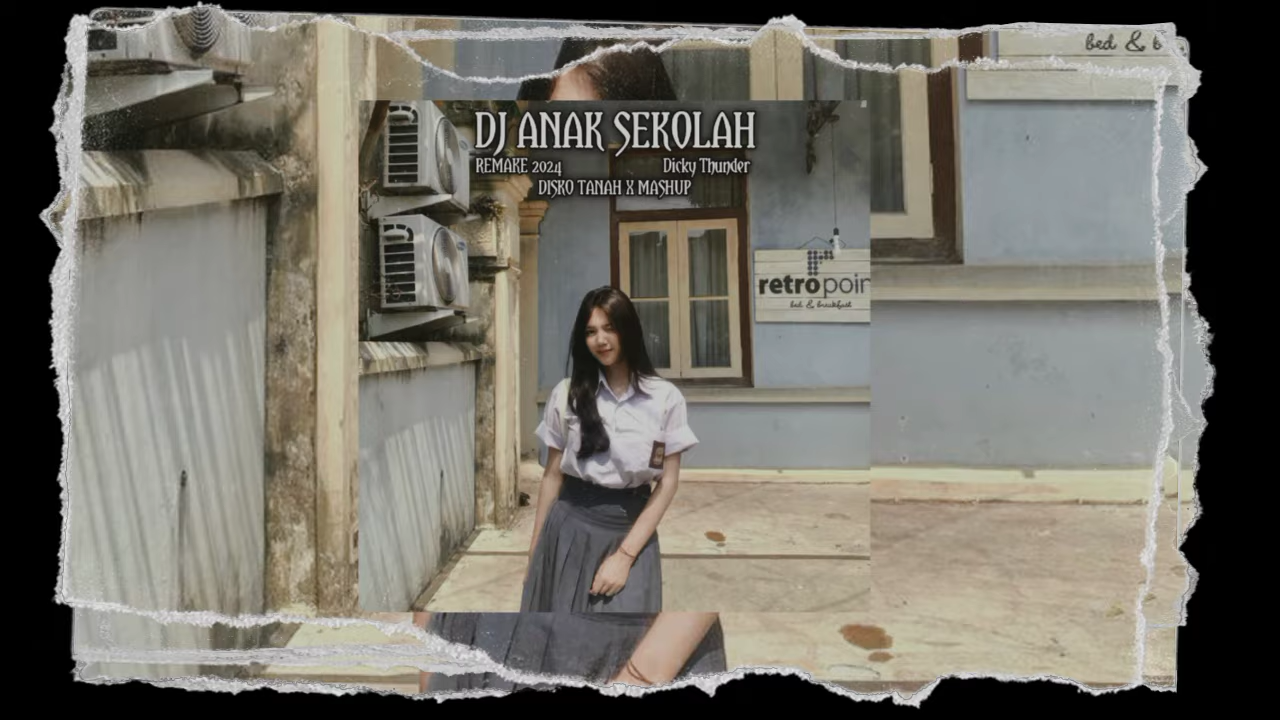 bed & b
DJ ANAK SEKOLAH
REMAKE 2024 Dicky Thunder
DISKO TANAH X MASHUP
retropoin
bed & breakfast